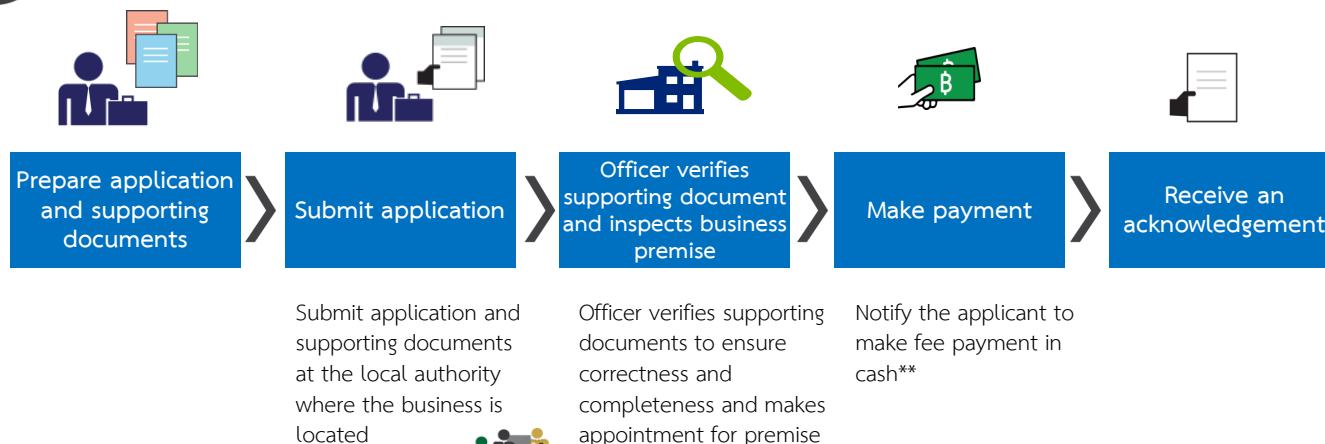 Prepare application
and supporting
documents
Submit application
Officer verifies
supporting document
and inspects business
premise
Make payment
Receive an
acknowledgement
Submit application and
supporting documents
at the local authority
where the business is
located
Officer verifies supporting
documents to ensure
correctness and
completeness and makes
appointment for premise
Notify the applicant to
make fee payment in
cash**
฿